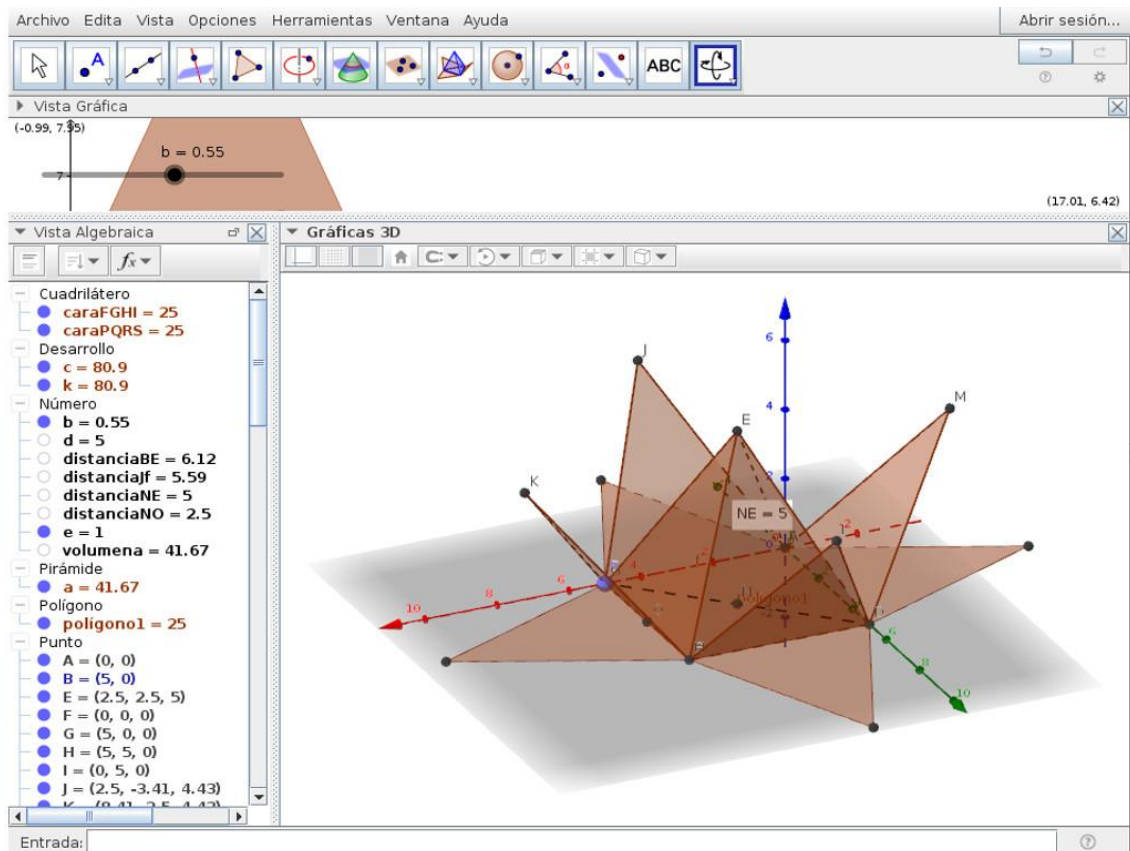 Archivo Edita Vista Opciones Herramientas Ventana Ayuda
Abrir sesión...
ABC
Vista Gráfica
(-0.99, 7.95)
b = 0.55
7
(17.01, 6.42)
Vista Algebraica
Gráficas 3D
Cuadrilátero
caraFGHI = 25
caraPQRS = 25
Desarrollo
c = 80.9
k = 80.9
Número
b = 0.55
d = 5
distanciaBE = 6.12
distanciaJf = 5.59
distanciaNE = 5
distanciaNO = 2.5
e = 1
volumena = 41.67
Pirámide
a = 41.67
Polígono
polígono1 = 25
Punto
A = (0, 0)
B = (5, 0)
E = (2.5, 2.5, 5)
F = (0, 0, 0)
G = (5, 0, 0)
H = (5, 5, 0)
I = (0, 5, 0)
J = (2.5, -3.41, 4.43)
6
J
M
4
E
K
2
NE = 5
-2
0
4
6
8
10
polígono1
D
6
8
10
Entrada: